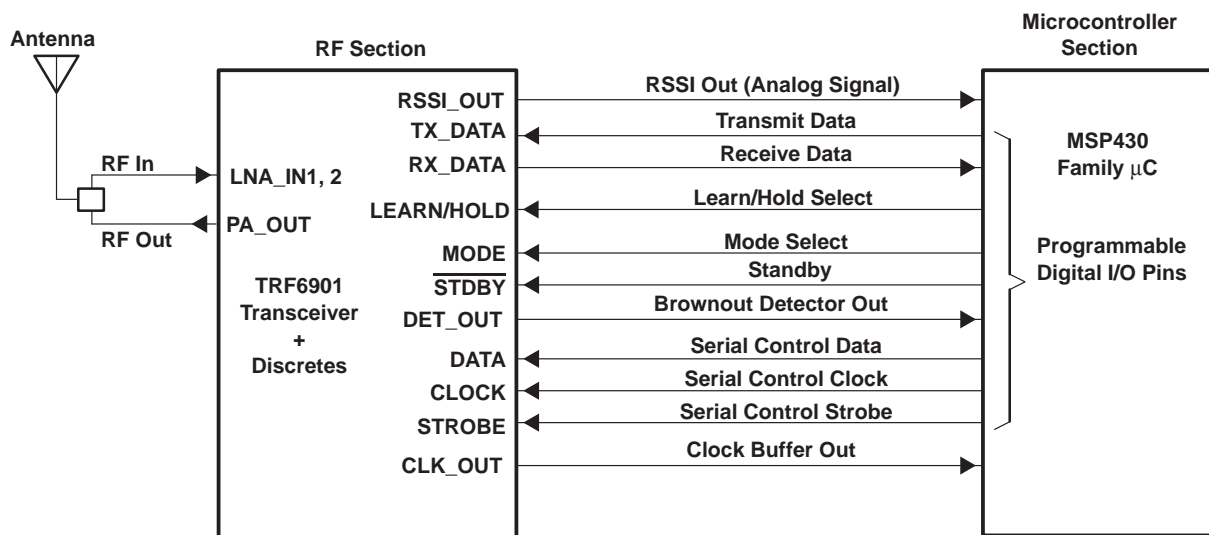 Antenna
RF Section
Microcontroller
Section
RSSI_OUT
RSSI Out (Analog Signal)
TX_DATA
Transmit Data
RX_DATA
Receive Data
MSP430
Family μC
RF In
LNA_IN1, 2
LEARN/HOLD
Learn/Hold Select
PA_OUT
RF Out
MODE
Mode Select
Programmable
Digital I/O Pins
STDBY
Standby
TRF6901
Transceiver
+
Discretes
DET_OUT
Brownout Detector Out
DATA
Serial Control Data
CLOCK
Serial Control Clock
STROBE
Serial Control Strobe
CLK_OUT
Clock Buffer Out